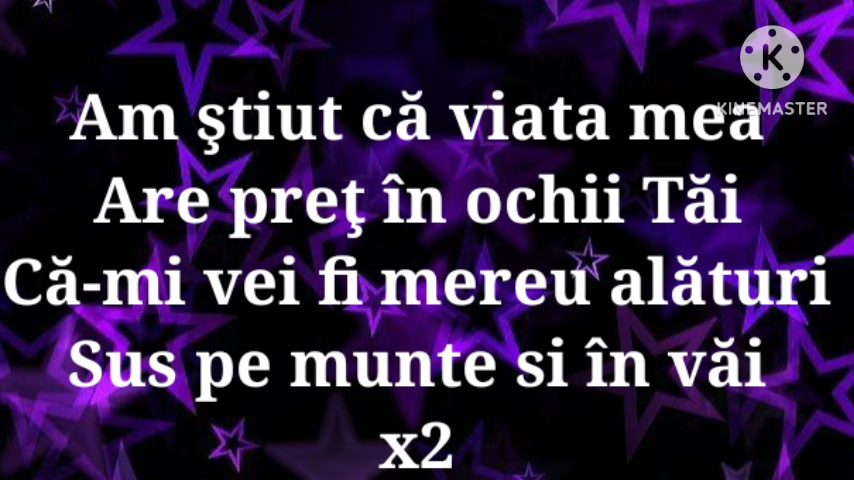 KINEMASTER
Am ştiut că viata mea
Are preţ în ochii Tăi
Că-mi vei fi mereu alături
Sus pe munte si în văi
x2